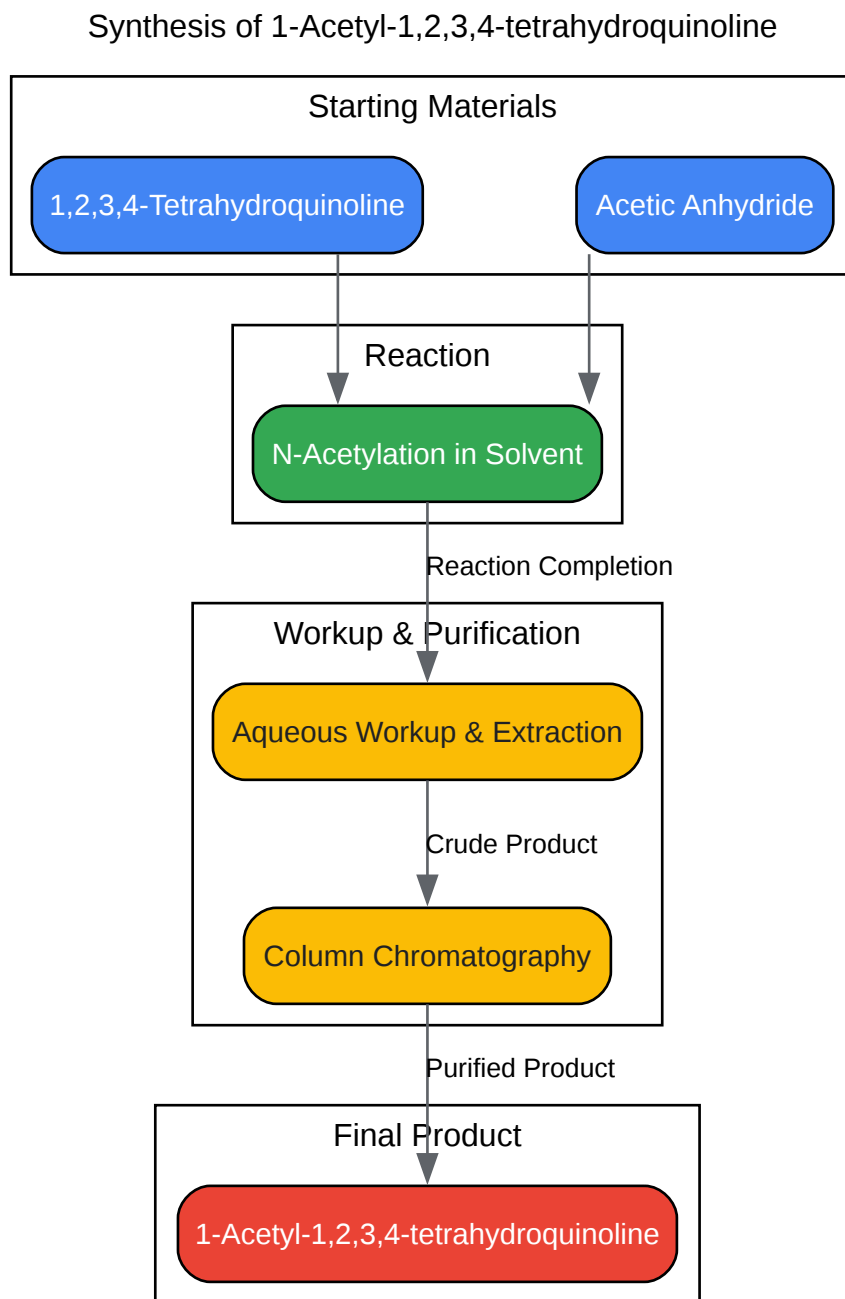 Synthesis of 1-Acetyl-1,2,3,4-tetrahydroquinoline
Starting Materials
1,2,3,4-Tetrahydroquinoline
Acetic Anhydride
Reaction
N-Acetylation in Solvent
Reaction Completion
Workup & Purification
Aqueous Workup & Extraction
Crude Product
Column Chromatography
Purified Product
Final Product
1-Acetyl-1,2,3,4-tetrahydroquinoline